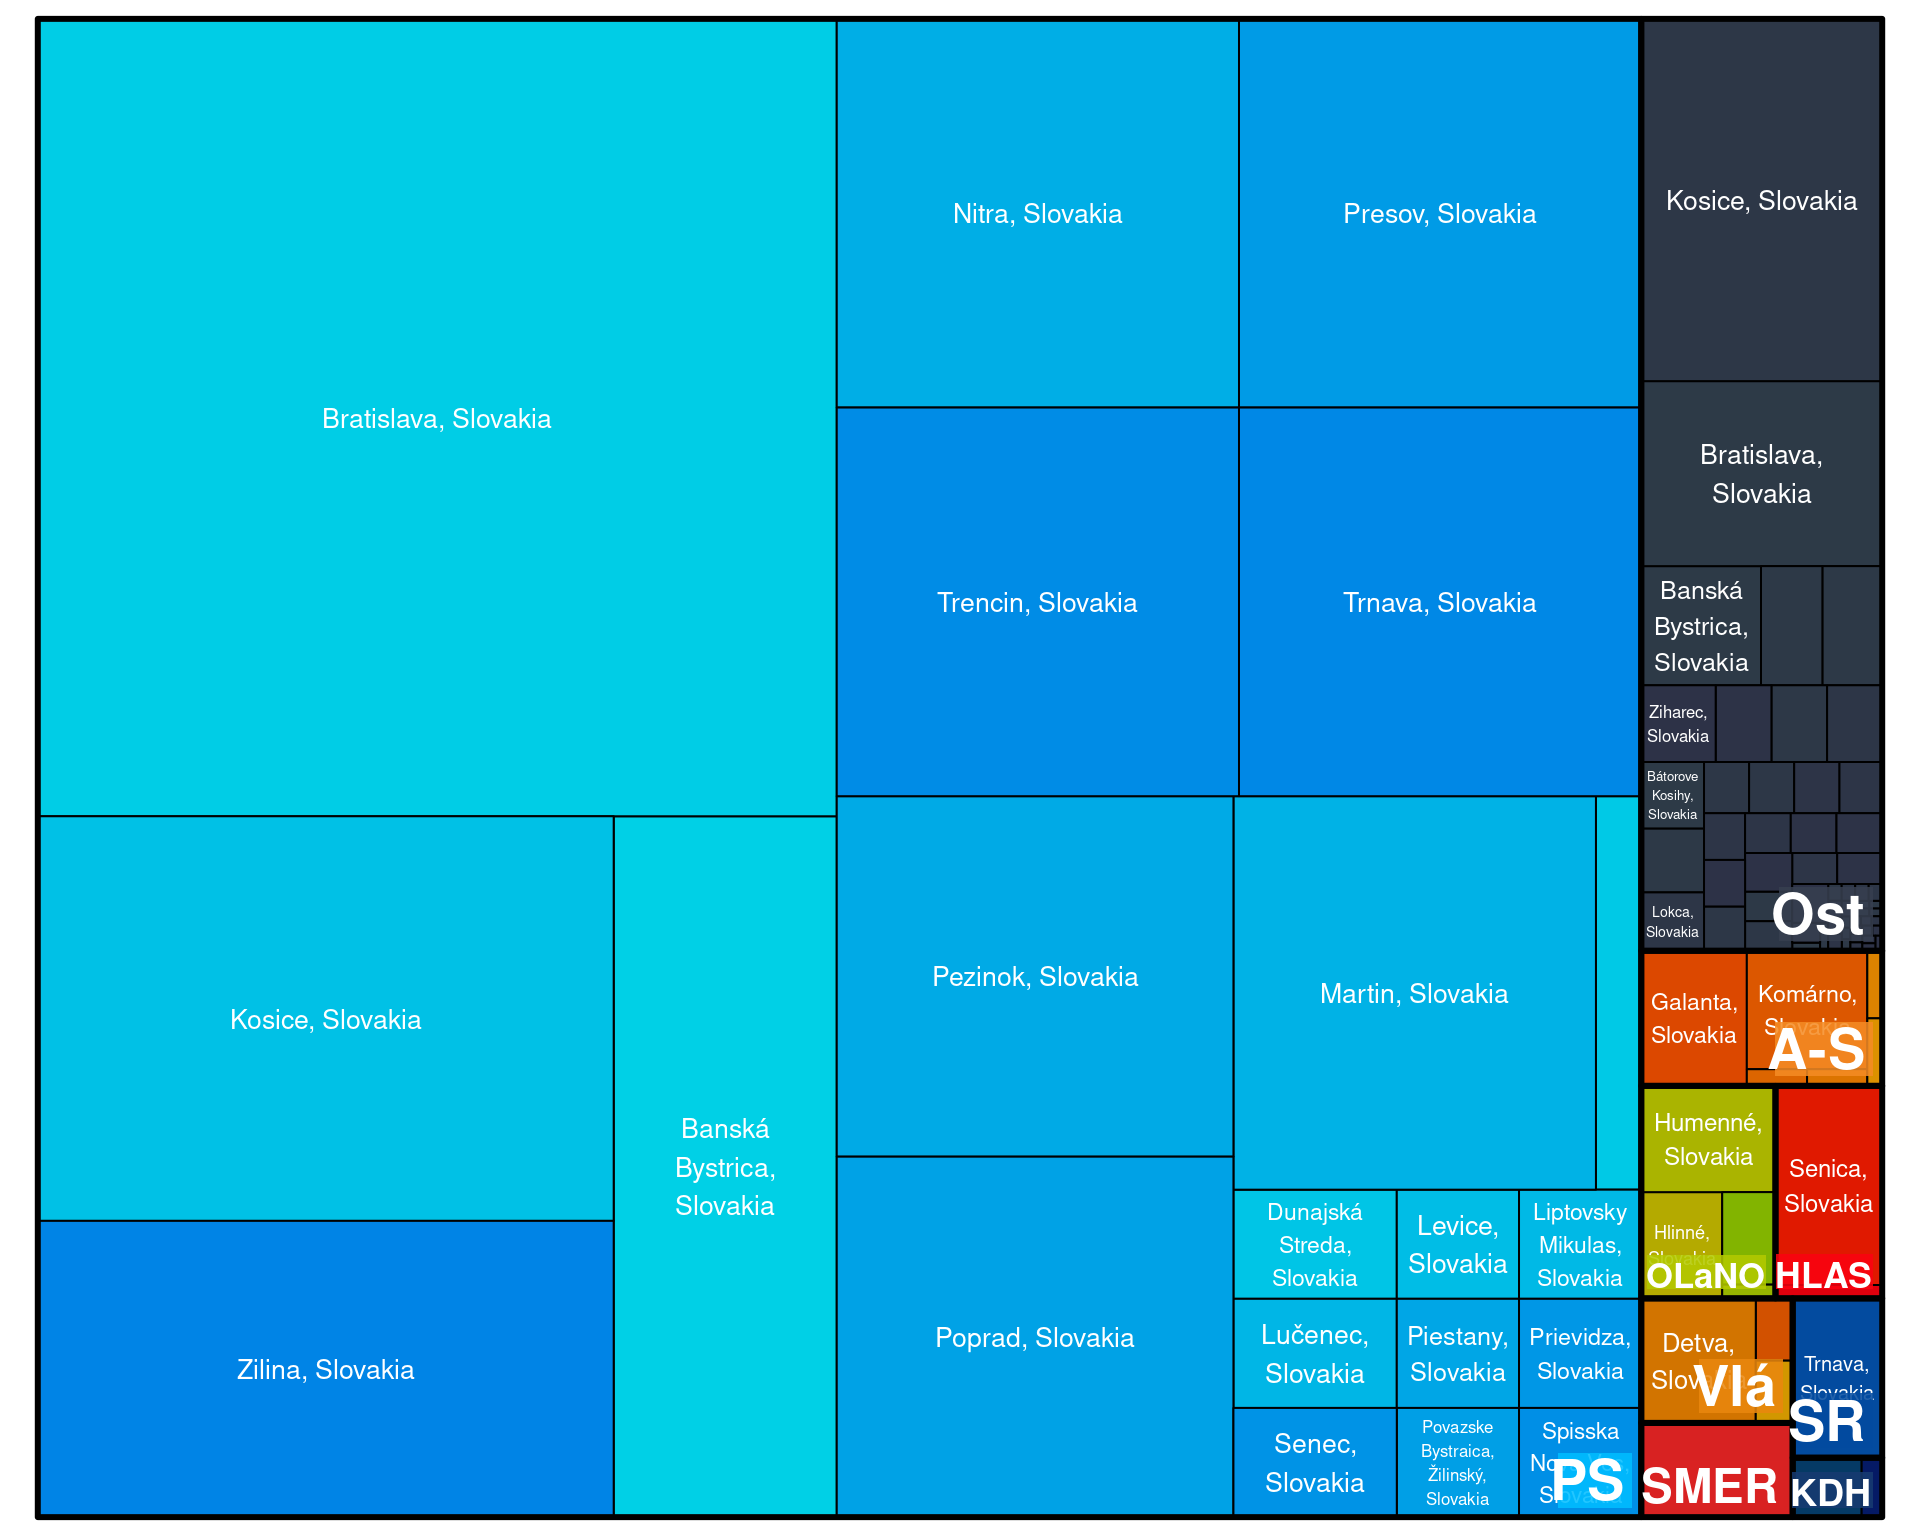 Bratislava, Slovakia
Nitra, Slovakia
Presov, Slovakia
Trencin, Slovakia
Trnava, Slovakia
Kosice, Slovakia
Zilina, Slovakia
Banská
Bystrica,
Slovakia
Pezinok, Slovakia
Poprad, Slovakia
Martin, Slovakia
Dunajská
Streda,
Slovakia
Levice,
Slovakia
Liptovsky
Mikulas,
Slovakia
Lučenec,
Slovakia
Piestany,
Slovakia
Prievidza,
Slovakia
Senec,
Slovakia
Povazske
Bystraica,
Žilinský,
Slovakia
Spisska
PS
Kosice, Slovakia
Bratislava,
Slovakia
Banská
Bystrica,
Slovakia
Ziharec,
Slovakia
Bátorove
Kosihy,
Slovakia
Lokca,
Slovakia
Ost
Galanta,
Slovakia
Komárno,
Slovakia
A-S
Humenné,
Slovakia
Hlinné,
Slovakia
OLaNO
Senica,
Slovakia
HLAS
Detva,
Vlá
Trnava,
Slovakia
SR
SMER
KDH